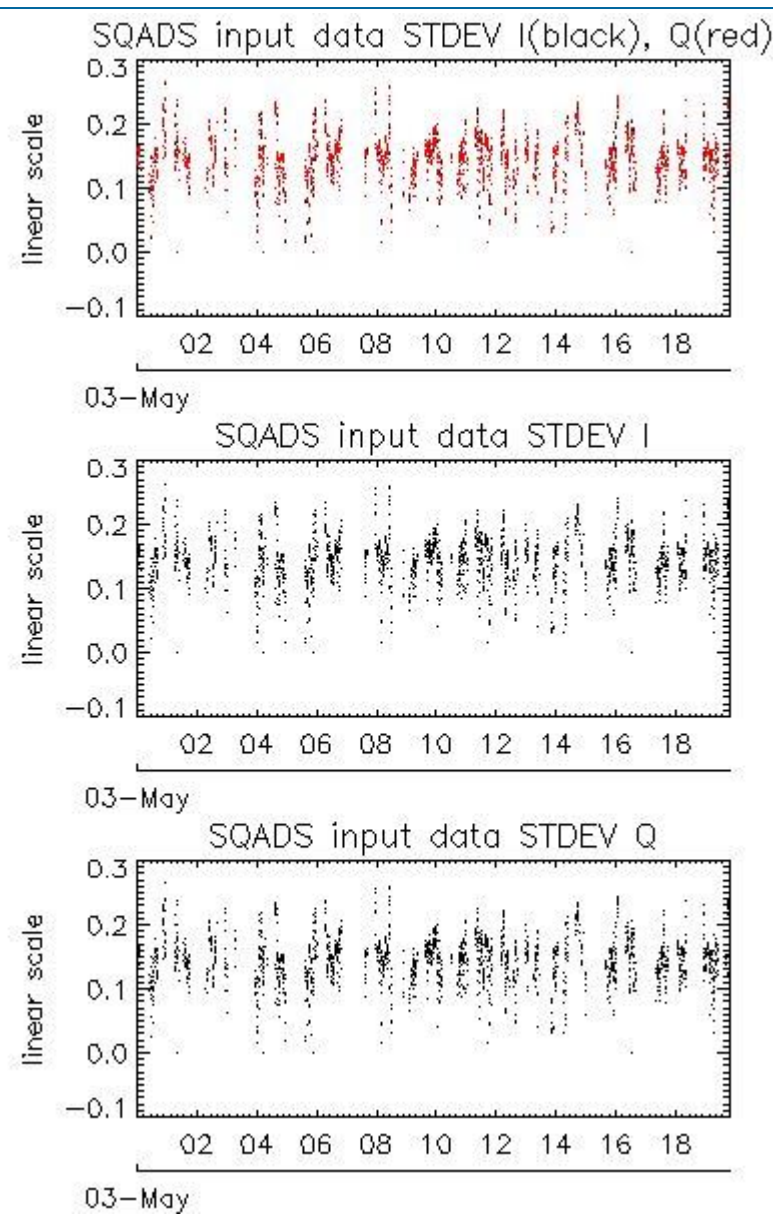 SQADS input data STDEV I(black), Q(red)
0.3
0.2
0.1
0.0
-0.1
linear scale
02 04 06 08 10 12 14 16 18
03-May
SQADS input data STDEV I
0.3
0.2
0.1
0.0
-0.1
linear scale
02 04 06 08 10 12 14 16 18
03-May
SQADS input data STDEV Q
0.3
0.2
0.1
0.0
-0.1
linear scale
02 04 06 08 10 12 14 16 18
03-May